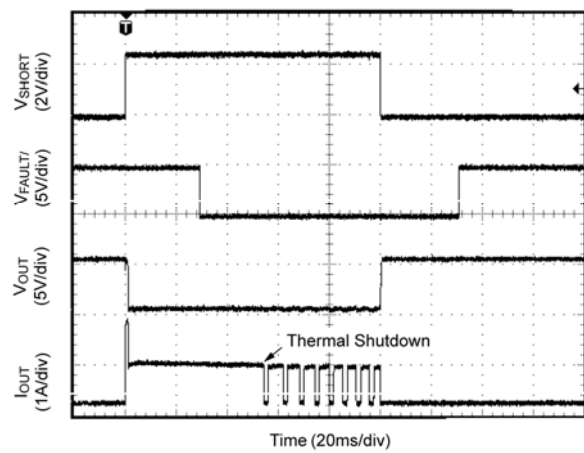 T
VSHORT
(2V/div)
VFAULT/
(5V/div)
VOUT
(5V/div)
Thermal Shutdown
IOUT
(1A/div)
Time (20ms/div)